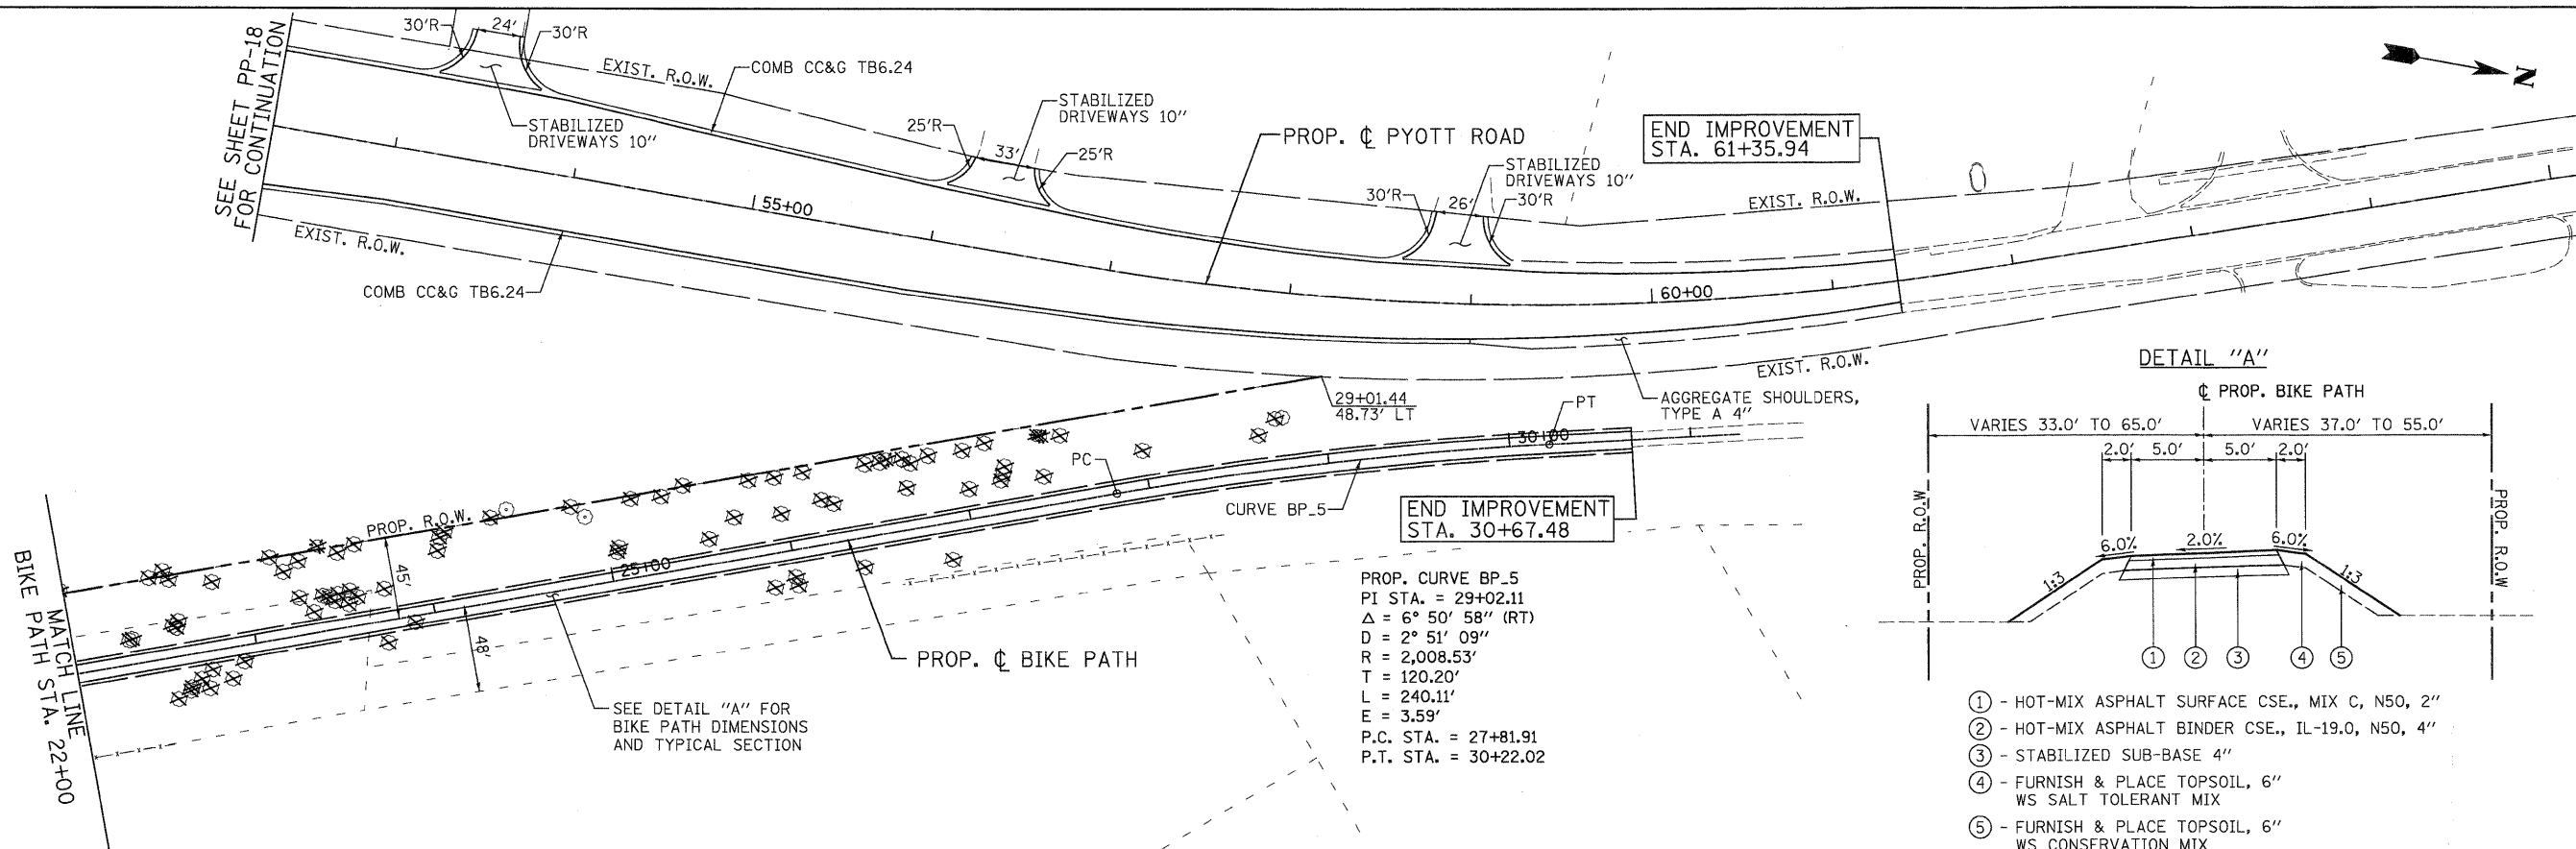 SEE SHEET PP-18
FOR CONTINUATION
30'R
24'
30'R
EXIST. R.O.W.
COMB CC&G TB6.24
STABILIZED
DRIVEWAYS 10"
STABILIZED
DRIVEWAYS 10"
25'R
33'
25'R
PROP. ℄ PYOTT ROAD
END IMPROVEMENT
STA. 61+35.94
STABILIZED
DRIVEWAYS 10"
30'R
26'
30'R
EXIST. R.O.W.
N
55+00
60+00
EXIST. R.O.W.
COMB CC&G TB6.24
EXIST. R.O.W.
AGGREGATE SHOULDERS,
TYPE A 4"
29+01.44
48.73' LT
PT
30+00
PC
CURVE BP_5
END IMPROVEMENT
STA. 30+67.48
PROP. R.O.W.
45'
25+00
48'
PROP. ℄ BIKE PATH
SEE DETAIL "A" FOR
BIKE PATH DIMENSIONS
AND TYPICAL SECTION
MATCH LINE
BIKE PATH STA. 22+00
PROP. CURVE BP_5
PI STA. = 29+02.11
Δ = 6° 50' 58" (RT)
D = 2° 51' 09"
R = 2,008.53'
T = 120.20'
L = 240.11'
E = 3.59'
P.C. STA. = 27+81.91
P.T. STA. = 30+22.02
DETAIL "A"
℄ PROP. BIKE PATH
VARIES 33.0' TO 65.0'
VARIES 37.0' TO 55.0'
2.0'
5.0'
5.0'
2.0'
PROP. R.O.W
PROP. R.O.W
6.0%
2.0%
6.0%
1:3
1:3
1
2
3
4
5
1 - HOT-MIX ASPHALT SURFACE CSE., MIX C, N50, 2"
2 - HOT-MIX ASPHALT BINDER CSE., IL-19.0, N50, 4"
3 - STABILIZED SUB-BASE 4"
4 - FURNISH & PLACE TOPSOIL, 6"
WS SALT TOLERANT MIX
5 - FURNISH & PLACE TOPSOIL, 6"
WS CONSERVATION MIX